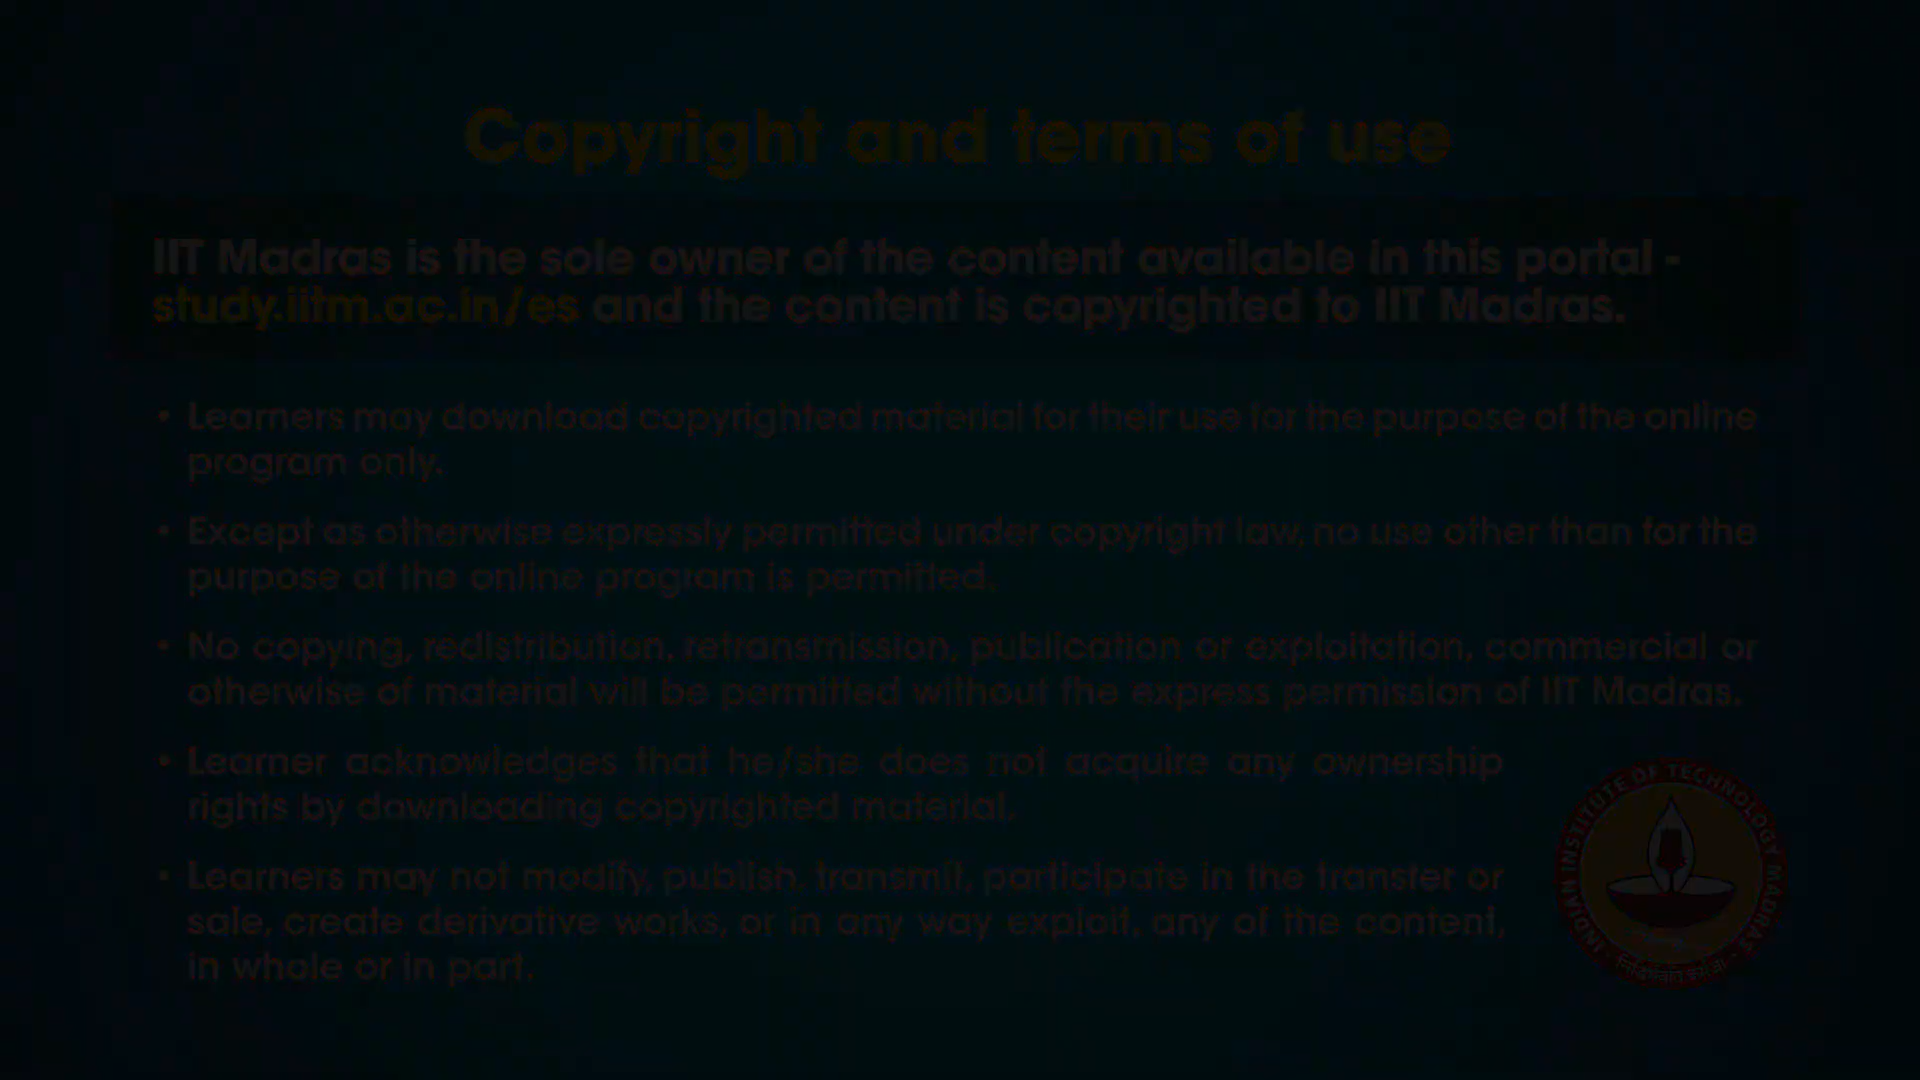 Copyright and terms of use
IIT Madras is the sole owner of the content available in this portal -
study.iitm.ac.in/es and the content is copyrighted to IIT Madras.
• Learners may download copyrighted material for their use for the purpose of the online
program only.
• Except as otherwise expressly permitted under copyright law, no use other than for the
purpose of the online program is permitted.
• No copying, redistribution, retransmission, publication or exploitation, commercial or
otherwise of material will be permitted without the express permission of IIT Madras.
• Learner acknowledges that he/she does not acquire any ownership
rights by downloading copyrighted material.
• Learners may not modify, publish, transmit, participate in the transfer or
sale, create derivative works, or in any way exploit, any of the content,
in whole or in part.
INDIAN INSTITUTE OF TECHNOLOGY MADRAS